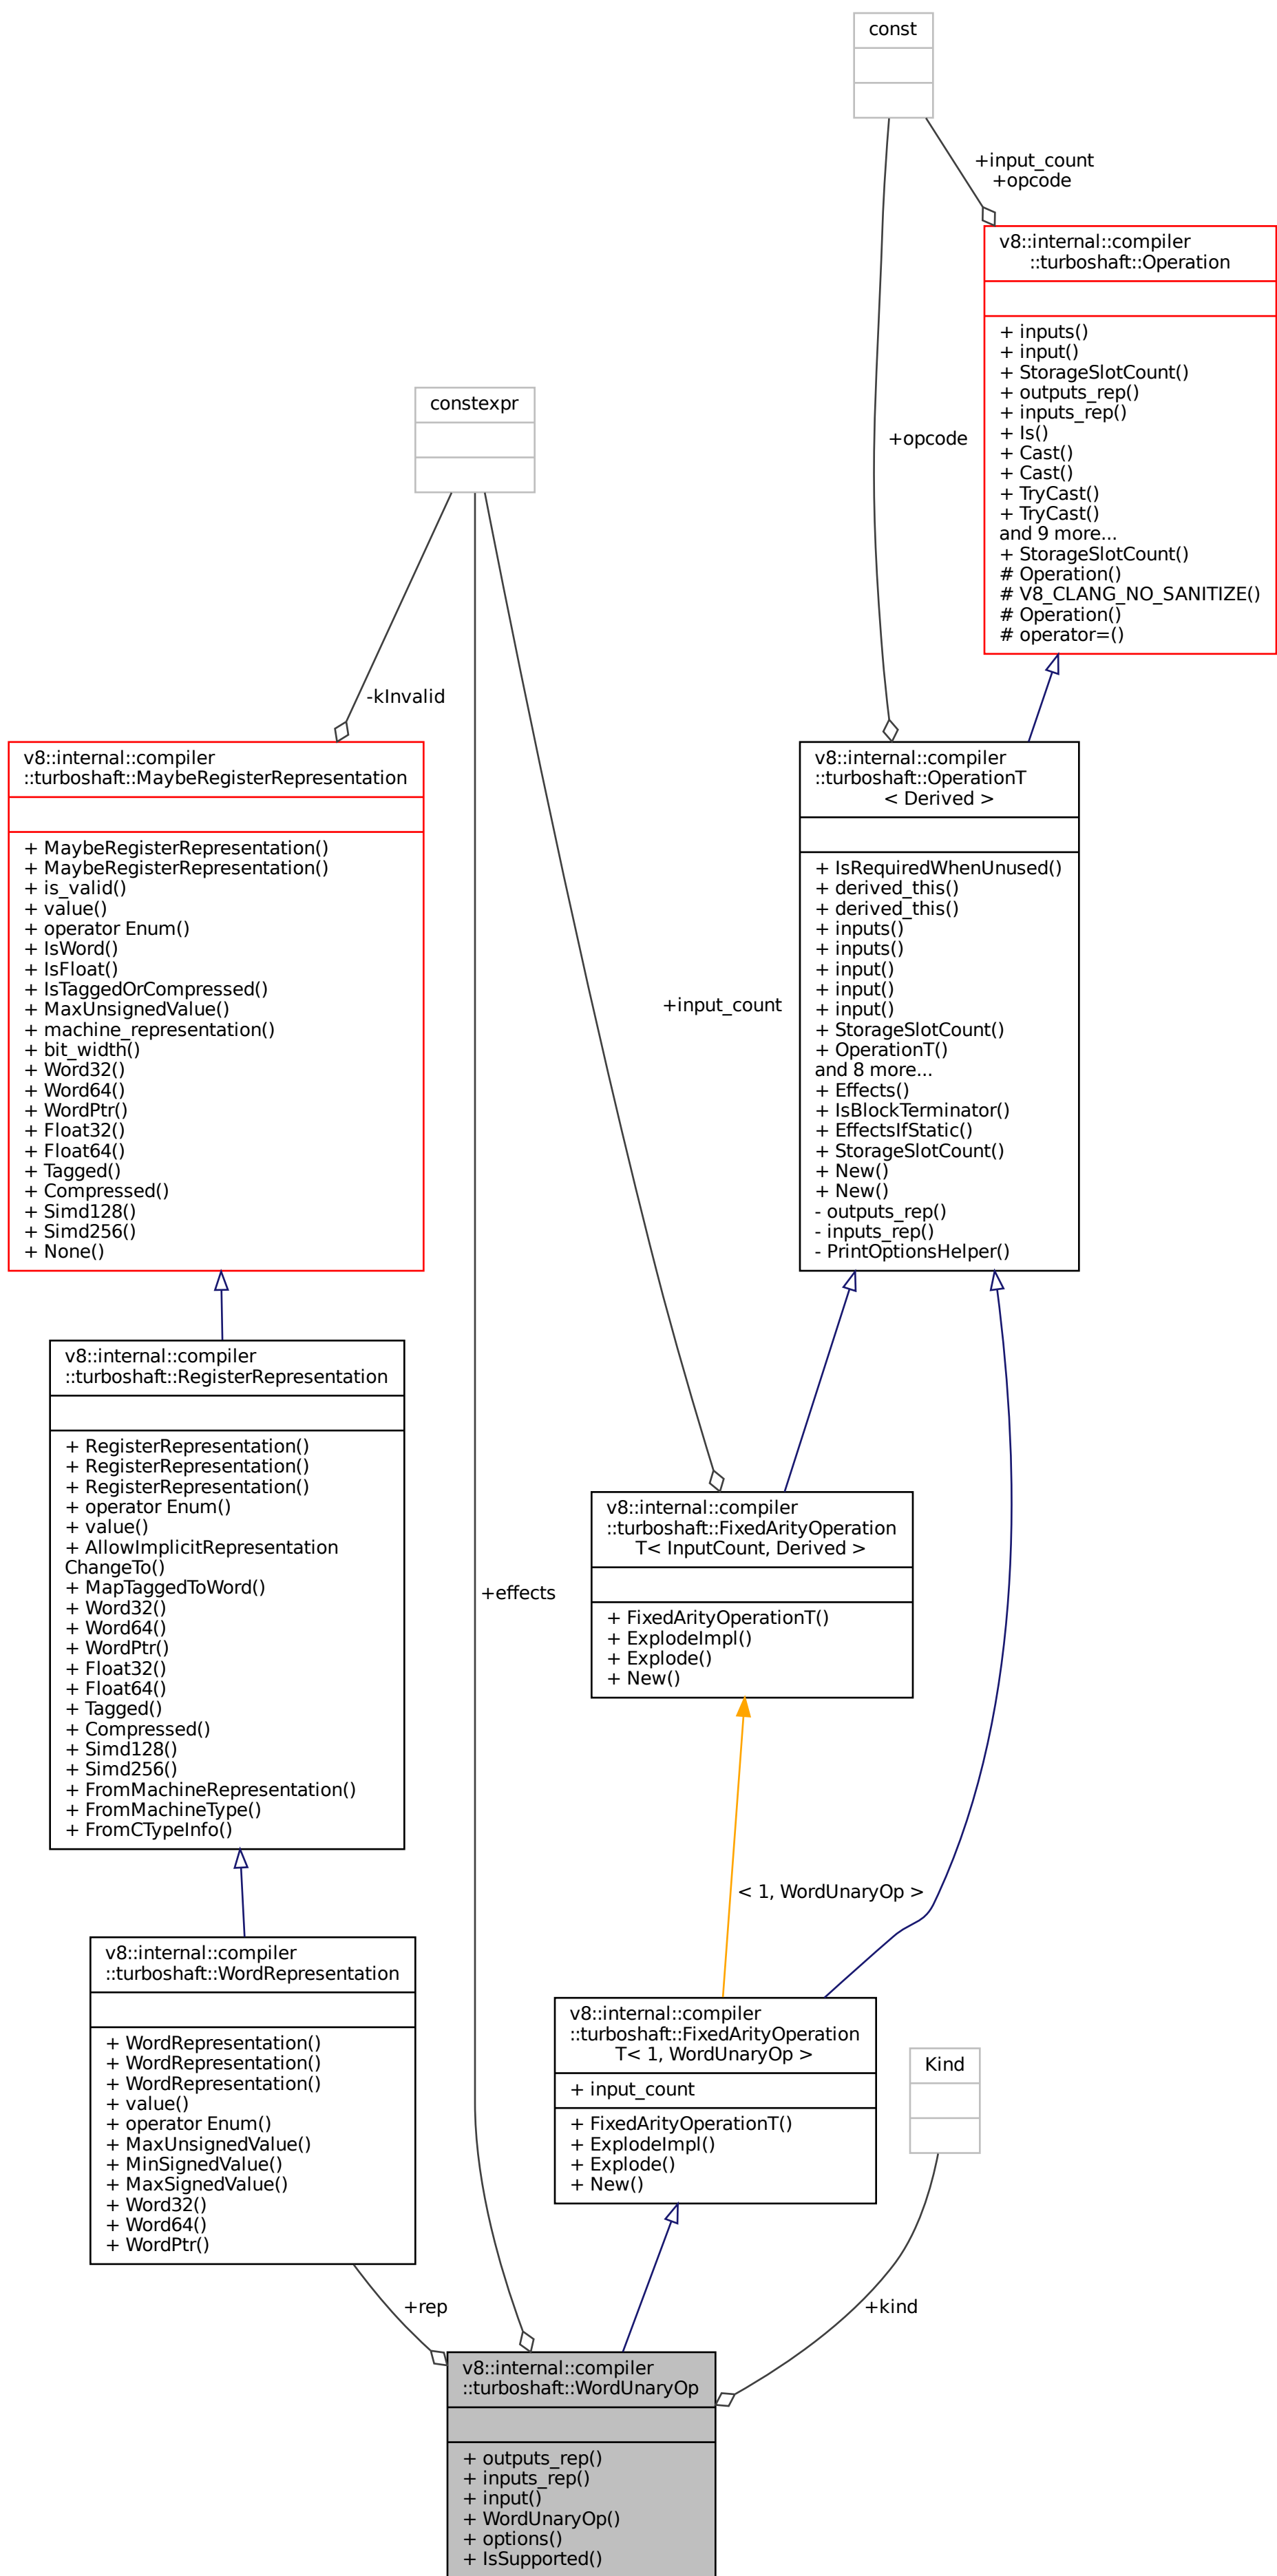 const
+input_count
+opcode
v8::internal::compiler
::turboshaft::Operation
+ inputs()
+ input()
+ StorageSlotCount()
+ outputs_rep()
+ inputs_rep()
+ Is()
+ Cast()
+ Cast()
+ TryCast()
+ TryCast()
and 9 more...
+ StorageSlotCount()
# Operation()
# V8_CLANG_NO_SANITIZE()
# Operation()
# operator=()
constexpr
+opcode
-kInvalid
v8::internal::compiler
::turboshaft::MaybeRegisterRepresentation
+ MaybeRegisterRepresentation()
+ MaybeRegisterRepresentation()
+ is_valid()
+ value()
+ operator Enum()
+ IsWord()
+ IsFloat()
+ IsTaggedOrCompressed()
+ MaxUnsignedValue()
+ machine_representation()
+ bit_width()
+ Word32()
+ Word64()
+ WordPtr()
+ Float32()
+ Float64()
+ Tagged()
+ Compressed()
+ Simd128()
+ Simd256()
+ None()
v8::internal::compiler
::turboshaft::OperationT
< Derived >
+ IsRequiredWhenUnused()
+ derived_this()
+ derived_this()
+ inputs()
+ inputs()
+ input()
+ input()
+ input()
+ StorageSlotCount()
+ OperationT()
and 8 more...
+ Effects()
+ IsBlockTerminator()
+ EffectsIfStatic()
+ StorageSlotCount()
+ New()
+ New()
- outputs_rep()
- inputs_rep()
- PrintOptionsHelper()
+input_count
v8::internal::compiler
::turboshaft::RegisterRepresentation
+ RegisterRepresentation()
+ RegisterRepresentation()
+ RegisterRepresentation()
+ operator Enum()
+ value()
+ AllowImplicitRepresentation
ChangeTo()
+ MapTaggedToWord()
+ Word32()
+ Word64()
+ WordPtr()
+ Float32()
+ Float64()
+ Tagged()
+ Compressed()
+ Simd128()
+ Simd256()
+ FromMachineRepresentation()
+ FromMachineType()
+ FromCTypeInfo()
v8::internal::compiler
::turboshaft::FixedArityOperation
T< InputCount, Derived >
+ FixedArityOperationT()
+ ExplodeImpl()
+ Explode()
+ New()
+effects
< 1, WordUnaryOp >
v8::internal::compiler
::turboshaft::WordRepresentation
+ WordRepresentation()
+ WordRepresentation()
+ WordRepresentation()
+ value()
+ operator Enum()
+ MaxUnsignedValue()
+ MinSignedValue()
+ MaxSignedValue()
+ Word32()
+ Word64()
+ WordPtr()
v8::internal::compiler
::turboshaft::FixedArityOperation
T< 1, WordUnaryOp >
+ input_count
+ FixedArityOperationT()
+ ExplodeImpl()
+ Explode()
+ New()
Kind
+rep
+kind
v8::internal::compiler
::turboshaft::WordUnaryOp
+ outputs_rep()
+ inputs_rep()
+ input()
+ WordUnaryOp()
+ options()
+ IsSupported()